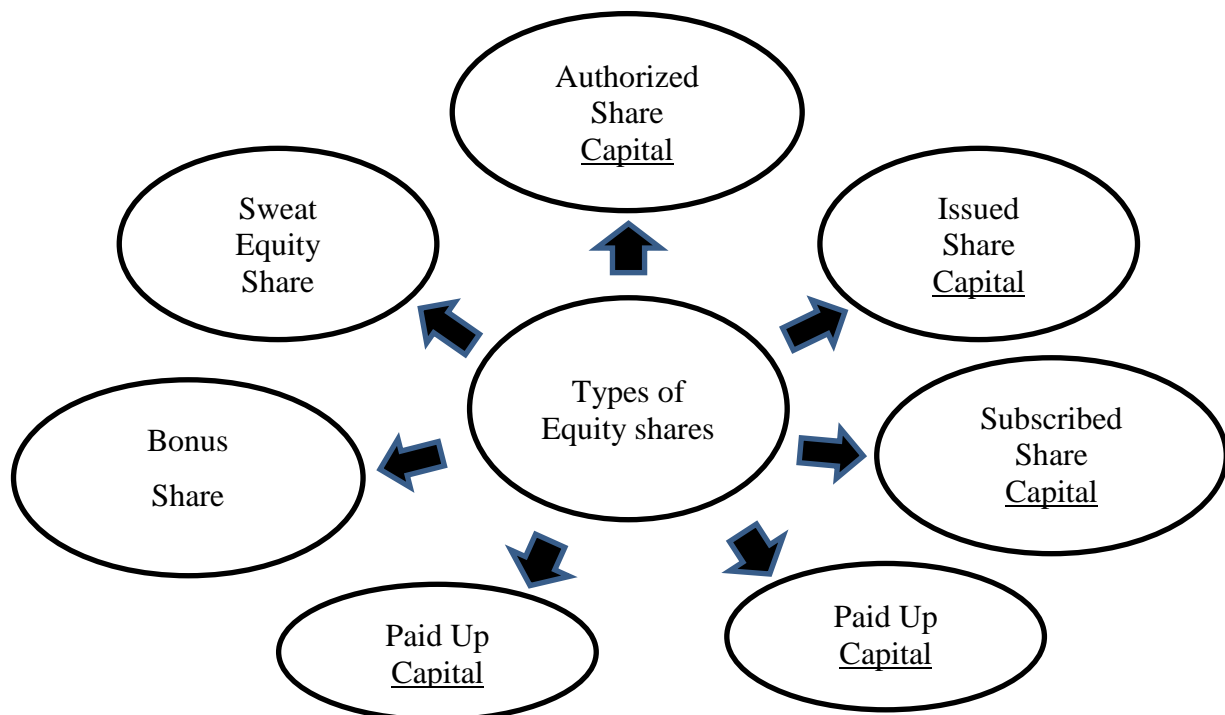 Authorized
Share
Capital
Sweat
Equity
Share
Issued
Share
Capital
Types of
Equity shares
Subscribed
Share
Capital
Bonus
Share
Paid Up
Capital
Paid Up
Capital